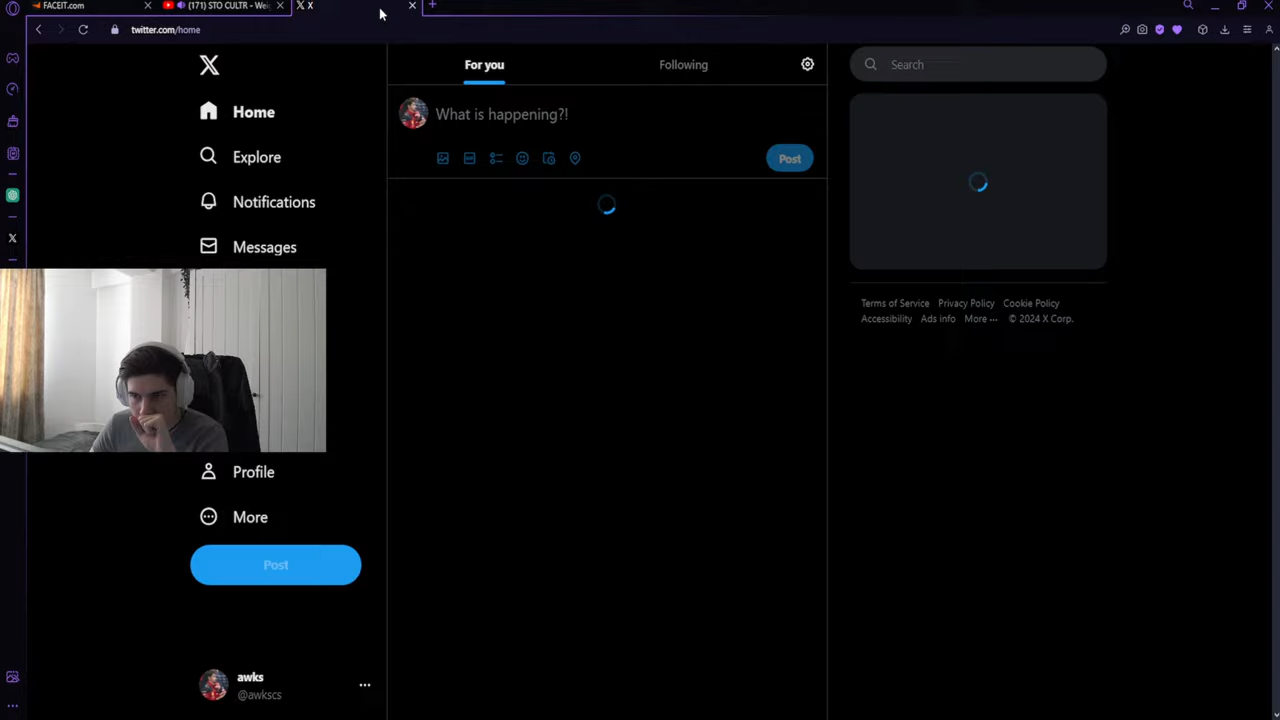 FACEIT.com
(171) STO CULTR - Wei
X
twitter.com/home
Home
Explore
Notifications
Messages
Profile
More
Post
awks
@awkscs
For you
Following
What is happening?!
GIF
Post
Search
Terms of Service Privacy Policy Cookie Policy
Accessibility Ads info More ··· © 2024 X Corp.